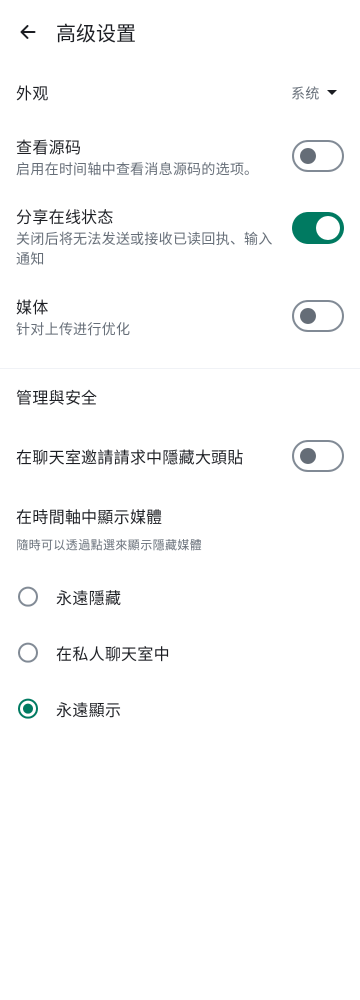 高级设置
外观
系统
查看源码
启用在时间轴中查看消息源码的选项。
分享在线状态
关闭后将无法发送或接收已读回执、输入
通知
媒体
针对上传进行优化
管理與安全
在聊天室邀請請求中隱藏大頭貼
在時間軸中顯示媒體
隨時可以透過點選來顯示隱藏媒體
永遠隱藏
在私人聊天室中
永遠顯示